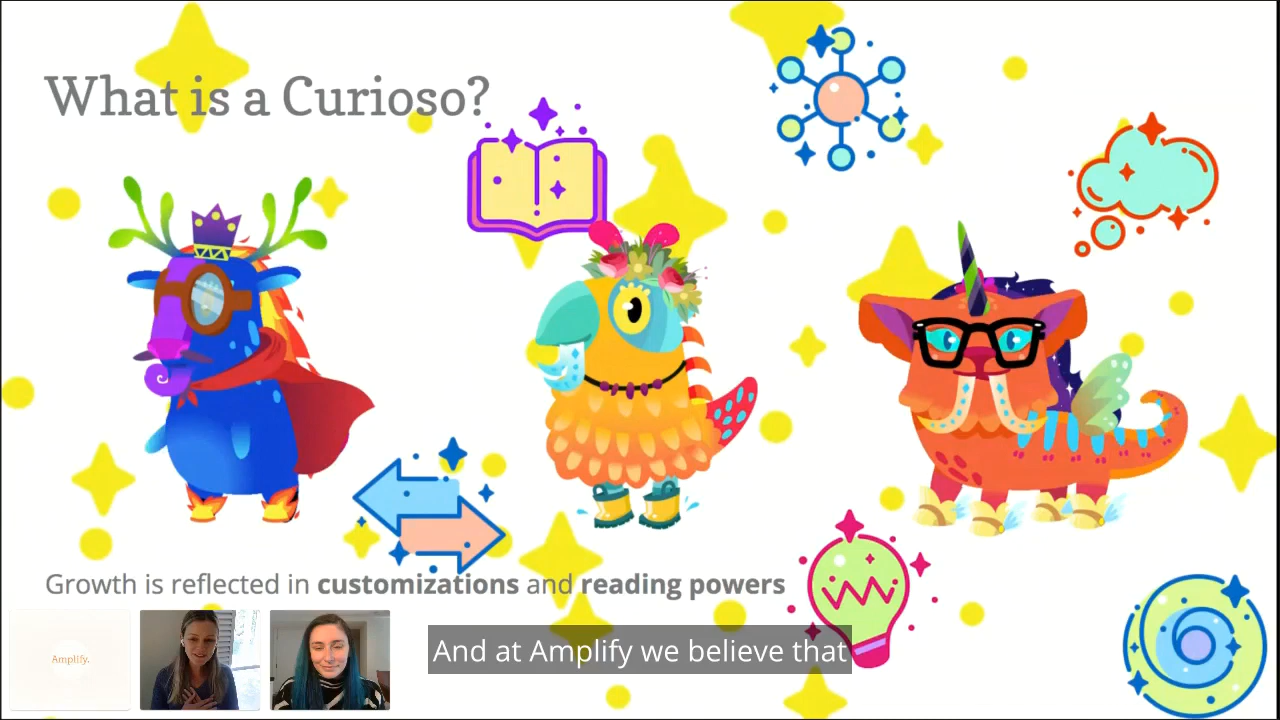 What is a Curioso?
Growth is reflected in customizations and reading powers
Amplify.
And at Amplify we believe that